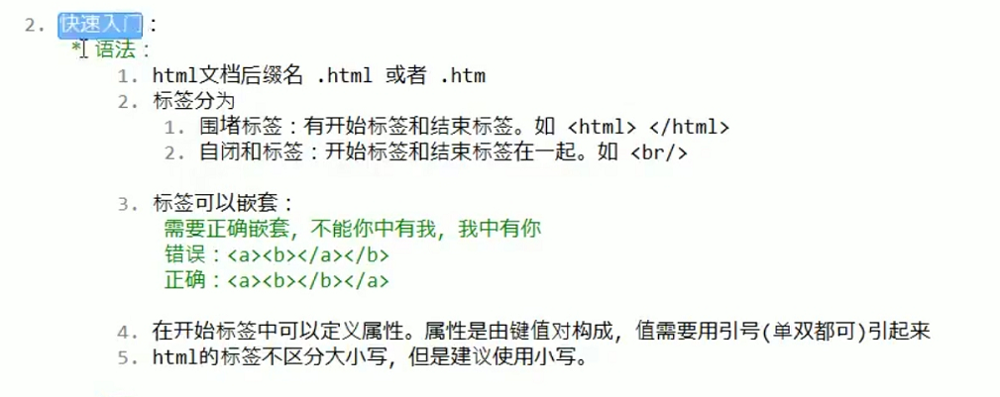 2. 快速入门：
* 语法：
1. html文档后缀名 .html 或者 .htm
2. 标签分为
1. 围堵标签：有开始标签和结束标签。如 <html> </html>
2. 自闭和标签：开始标签和结束标签在一起。如 <br/>
3. 标签可以嵌套：
需要正确嵌套，不能你中有我，我中有你
错误：<a><b></a></b>
正确：<a><b></b></a>
4. 在开始标签中可以定义属性。属性是由键值对构成，值需要用引号(单双都可)引起来
5. html的标签不区分大小写，但是建议使用小写。